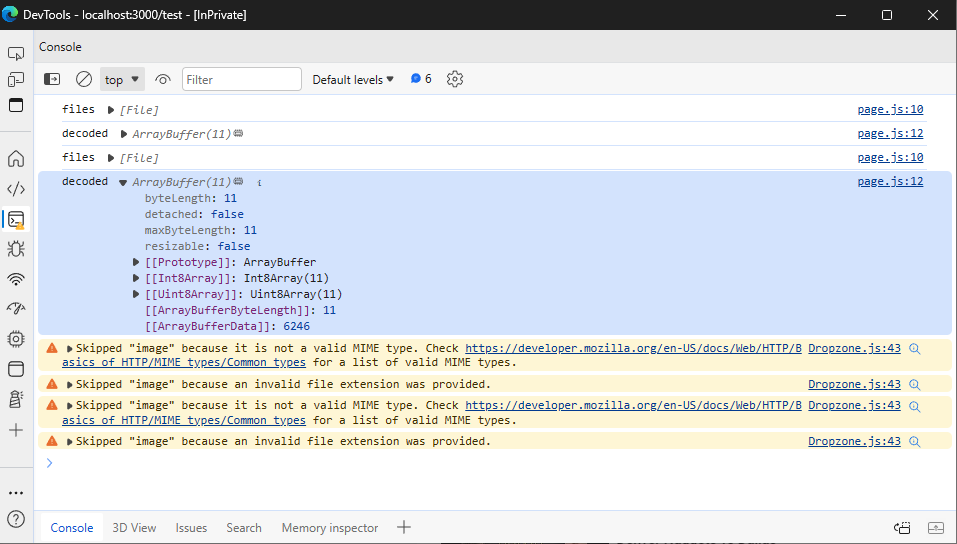 DevTools - localhost:3000/test - [InPrivate]
Console
top Filter Default levels 6
files [File] page.js:10
decoded ArrayBuffer(11) page.js:12
files [File] page.js:10
decoded ArrayBuffer(11) i page.js:12
byteLength: 11
detached: false
maxByteLength: 11
resizable: false
[[Prototype]]: ArrayBuffer
[[Int8Array]]: Int8Array(11)
[[Uint8Array]]: Uint8Array(11)
[[ArrayBufferByteLength]]: 11
[[ArrayBufferData]]: 6246
Skipped "image" because it is not a valid MIME type. Check https://developer.mozilla.org/en-US/docs/Web/HTTP/B Dropzone.js:43
asics of HTTP/MIME types/Common types for a list of valid MIME types.
Skipped "image" because an invalid file extension was provided. Dropzone.js:43
Skipped "image" because it is not a valid MIME type. Check https://developer.mozilla.org/en-US/docs/Web/HTTP/B Dropzone.js:43
asics of HTTP/MIME types/Common types for a list of valid MIME types.
Skipped "image" because an invalid file extension was provided. Dropzone.js:43
Console 3D View Issues Search Memory inspector